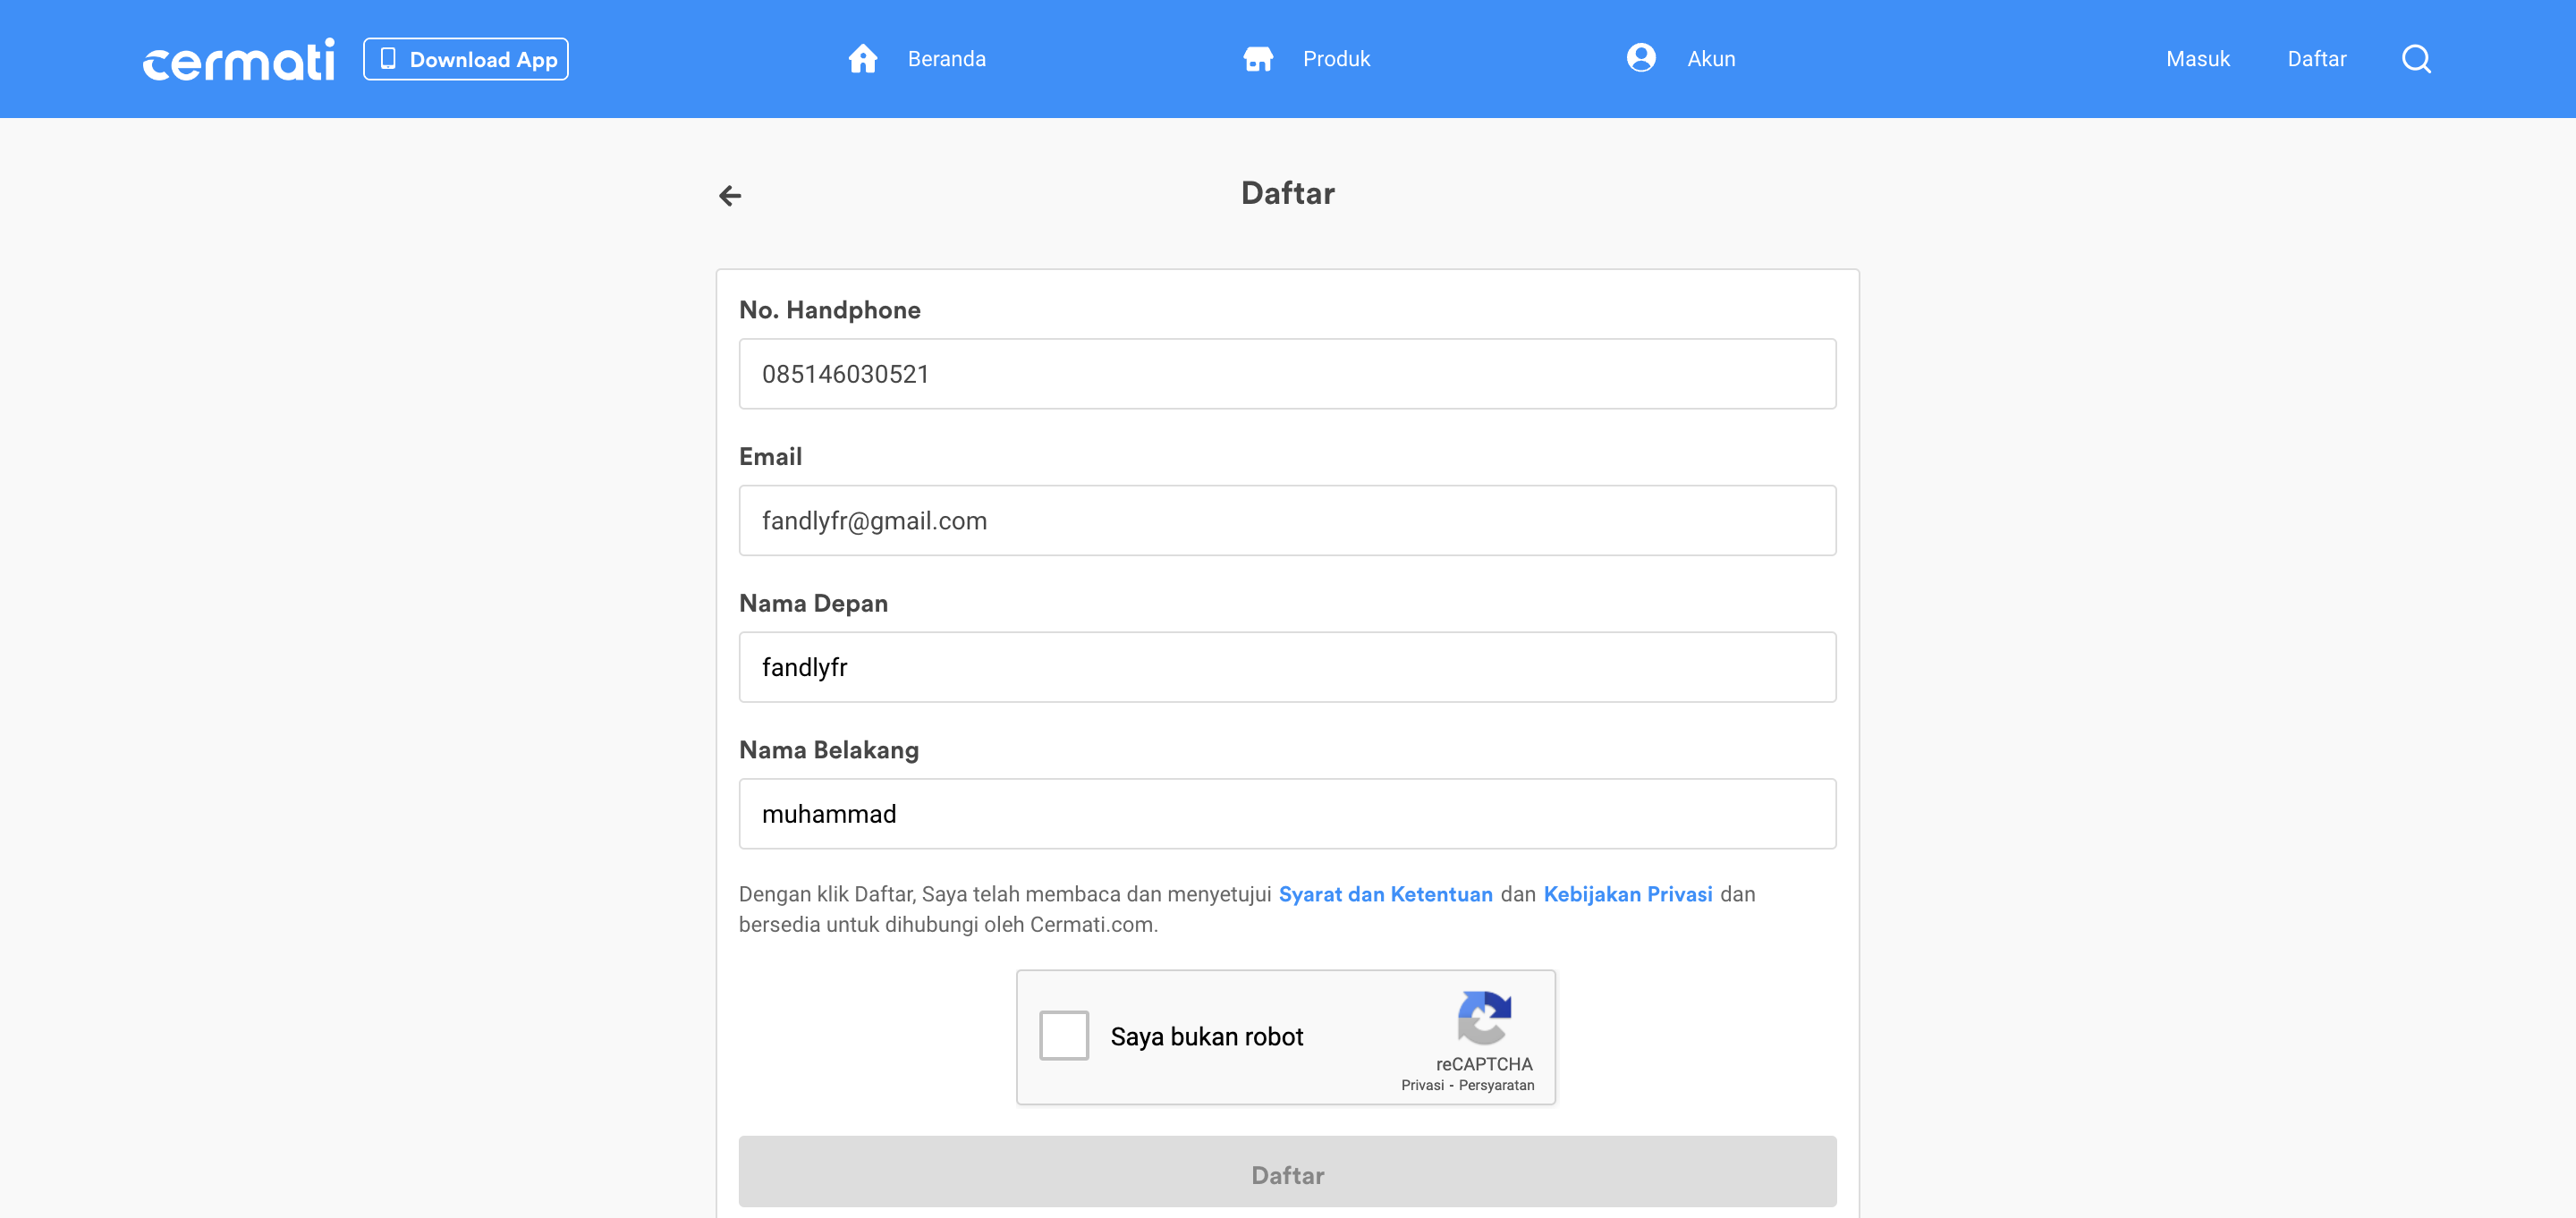 cermati
Download App
Beranda
Produk
Akun
Masuk
Daftar
Daftar
No. Handphone
085146030521
Email
fandlyfr@gmail.com
Nama Depan
fandlyfr
Nama Belakang
muhammad
Dengan klik Daftar, Saya telah membaca dan menyetujui Syarat dan Ketentuan dan Kebijakan Privasi dan
bersedia untuk dihubungi oleh Cermati.com.
Saya bukan robot
reCAPTCHA
Privasi - Persyaratan
Daftar